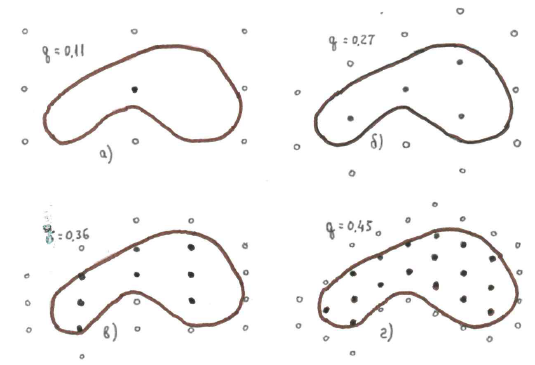 q = 0,11
а)
q = 0,27
б)
= 0,36
в)
q = 0,45
г)